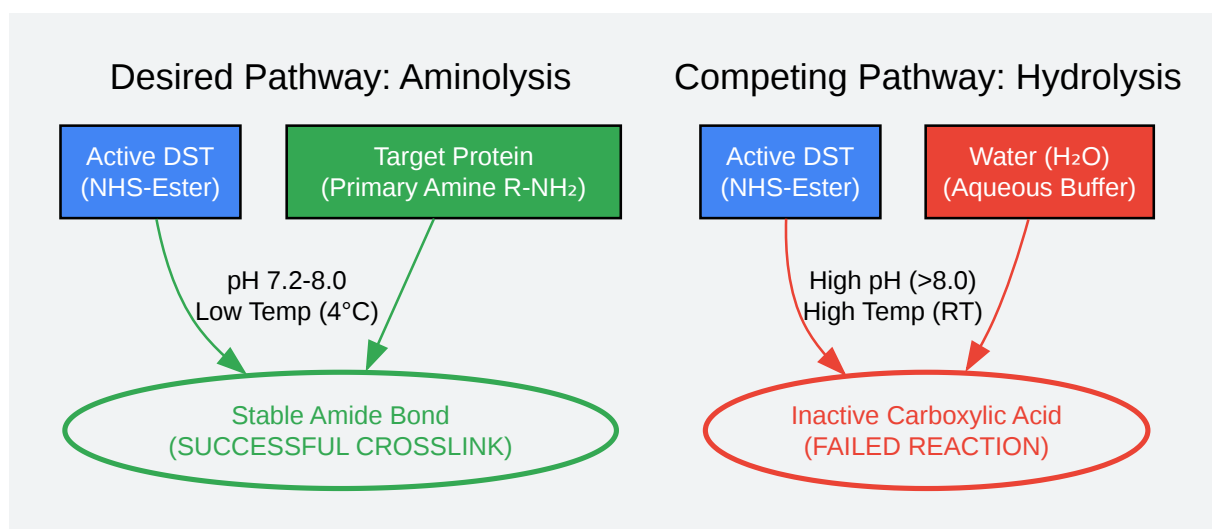 Desired Pathway: Aminolysis
Active DST
(NHS-Ester)
Target Protein
(Primary Amine R-NH₂)
pH 7.2-8.0
Low Temp (4°C)
Stable Amide Bond
(SUCCESSFUL CROSSLINK)
Competing Pathway: Hydrolysis
Active DST
(NHS-Ester)
Water (H₂O)
(Aqueous Buffer)
High pH (>8.0)
High Temp (RT)
Inactive Carboxylic Acid
(FAILED REACTION)